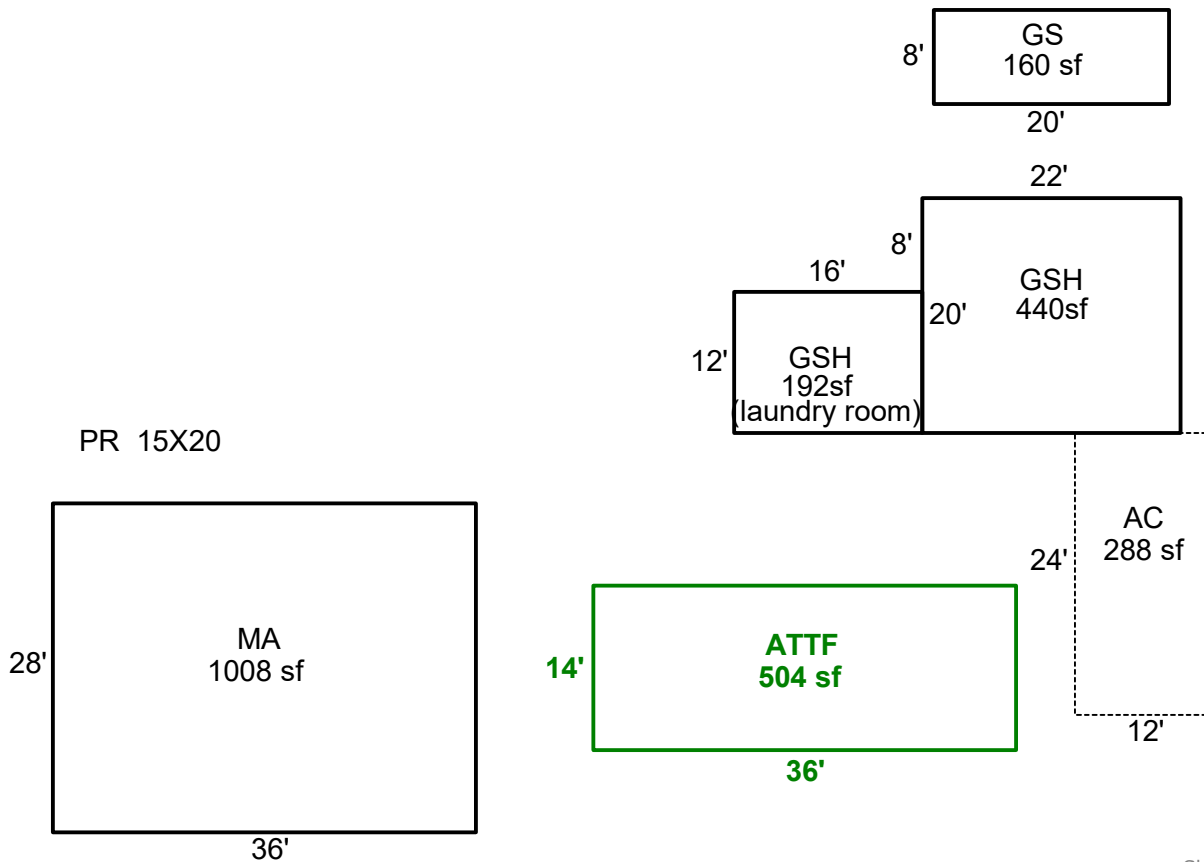 GS
8'
160 sf
20'
22'
8'
16'
GSH
440sf
20'
12'
GSH
192sf
(laundry room)
PR 15X20
AC
288 sf
24'
MA
1008 sf
28'
ATTF
504 sf
14'
12'
36'
36'